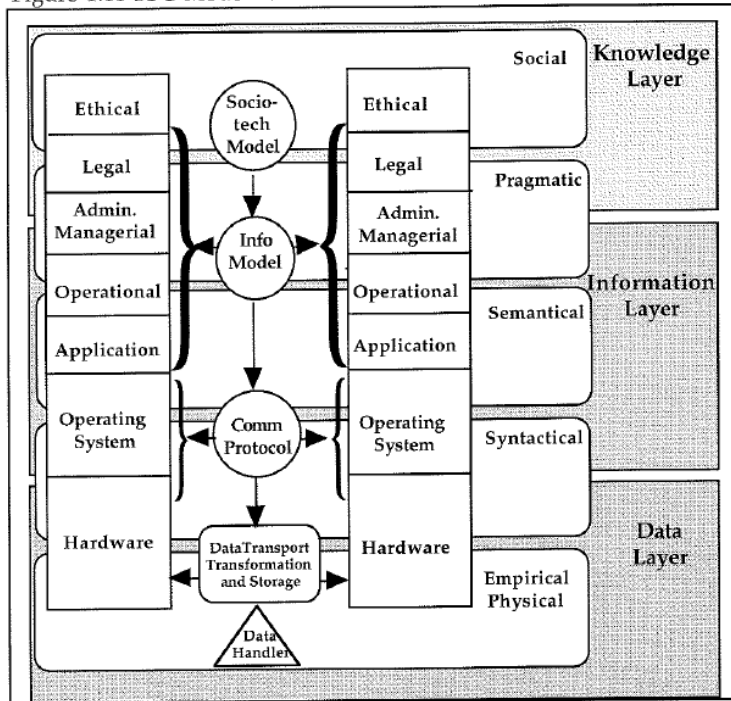 Social
Knowledge
Layer
Ethical
Legal
Admin.
Managerial
Operational
Application
Operating
System
Hardware
Socio-
tech
Model
Info
Model
Comm
Protocol
DataTransport
Transformation
and Storage
Data
Handler
Ethical
Legal
Admin.
Managerial
Operational
Application
Operating
System
Hardware
Pragmatic
Information
Layer
Semantical
Syntactical
Data
Layer
Empirical
Physical